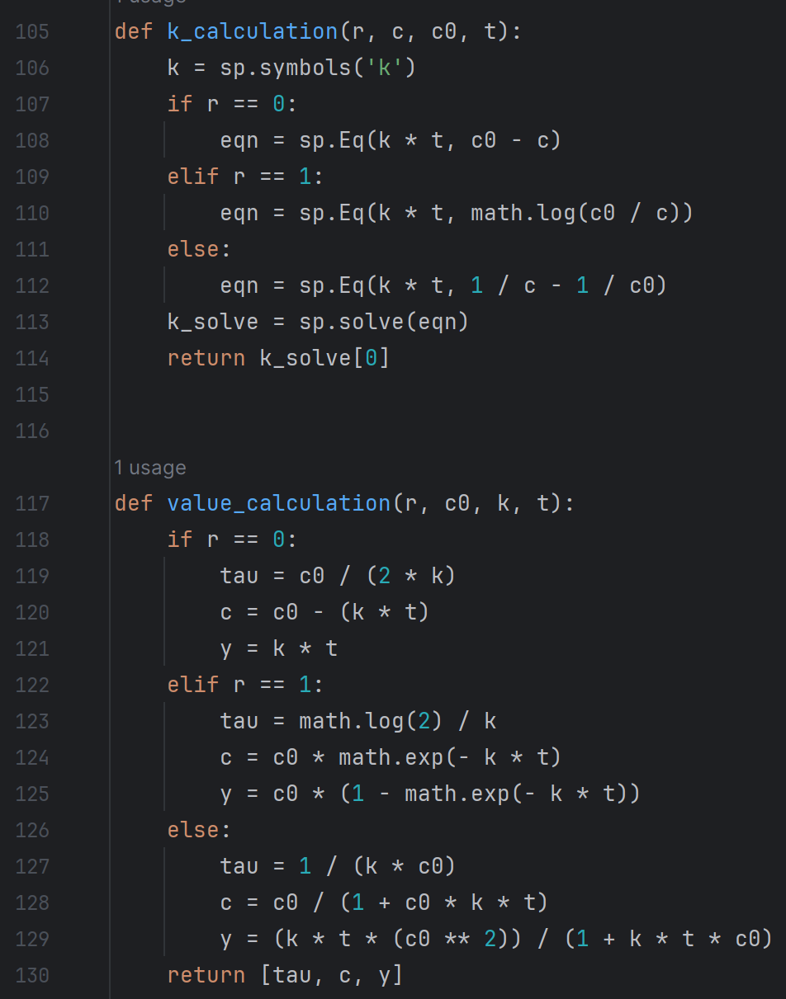 1 usage
105 def k_calculation(r, c, c0, t):
106     k = sp.symbols('k')
107     if r == 0:
108         eqn = sp.Eq(k * t, c0 - c)
109     elif r == 1:
110         eqn = sp.Eq(k * t, math.log(c0 / c))
111     else:
112         eqn = sp.Eq(k * t, 1 / c - 1 / c0)
113     k_solve = sp.solve(eqn)
114     return k_solve[0]
115
116
1 usage
117 def value_calculation(r, c0, k, t):
118     if r == 0:
119         tau = c0 / (2 * k)
120         c = c0 - (k * t)
121         y = k * t
122     elif r == 1:
123         tau = math.log(2) / k
124         c = c0 * math.exp(- k * t)
125         y = c0 * (1 - math.exp(- k * t))
126     else:
127         tau = 1 / (k * c0)
128         c = c0 / (1 + c0 * k * t)
129         y = (k * t * (c0 ** 2)) / (1 + k * t * c0)
130     return [tau, c, y]